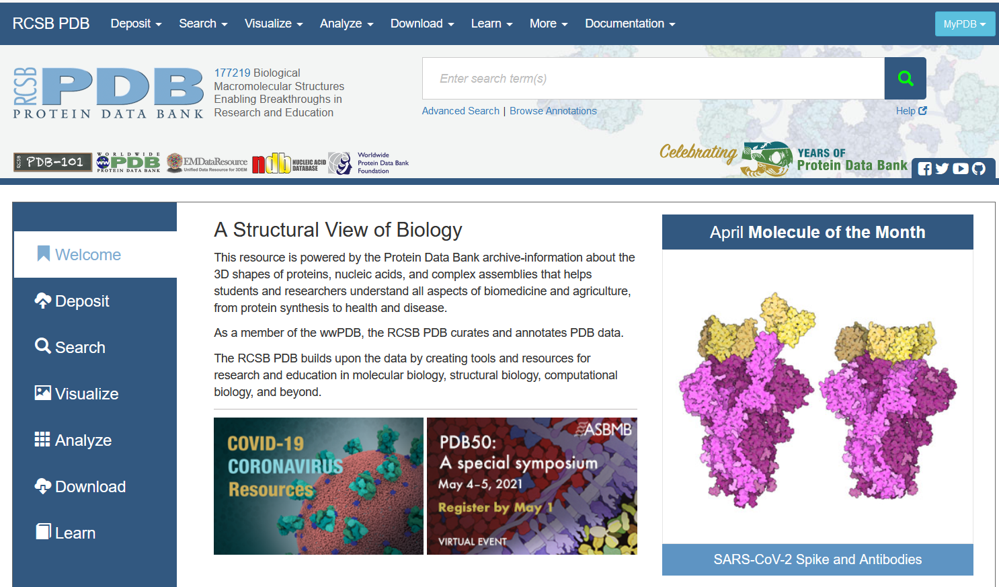 RCSB PDB Deposit Search Visualize Analyze Download Learn More Documentation MyPDB
RCSB PDB
PROTEIN DATA BANK
177219 Biological
Macromolecular Structures
Enabling Breakthroughs in
Research and Education
Enter search term(s)
Advanced Search | Browse Annotations
Help
RCSB PDB-101
WORLDWIDE
WW PDB
PROTEIN DATA BANK
EMDataResource
Unified Data Resource for 3DEM
ndb NUCLEIC ACID
DATABASE
Worldwide
Protein Data Bank
Foundation
Celebrating 50 YEARS OF
Protein Data Bank
Welcome
Deposit
Search
Visualize
Analyze
Download
Learn
A Structural View of Biology
This resource is powered by the Protein Data Bank archive-information about the
3D shapes of proteins, nucleic acids, and complex assemblies that helps
students and researchers understand all aspects of biomedicine and agriculture,
from protein synthesis to health and disease.
As a member of the wwPDB, the RCSB PDB curates and annotates PDB data.
The RCSB PDB builds upon the data by creating tools and resources for
research and education in molecular biology, structural biology, computational
biology, and beyond.
COVID-19
CORONAVIRUS
Resources
ASBMB
PDB50:
A special symposium
May 4–5, 2021
Register by May 1
VIRTUAL EVENT
April Molecule of the Month
SARS-CoV-2 Spike and Antibodies